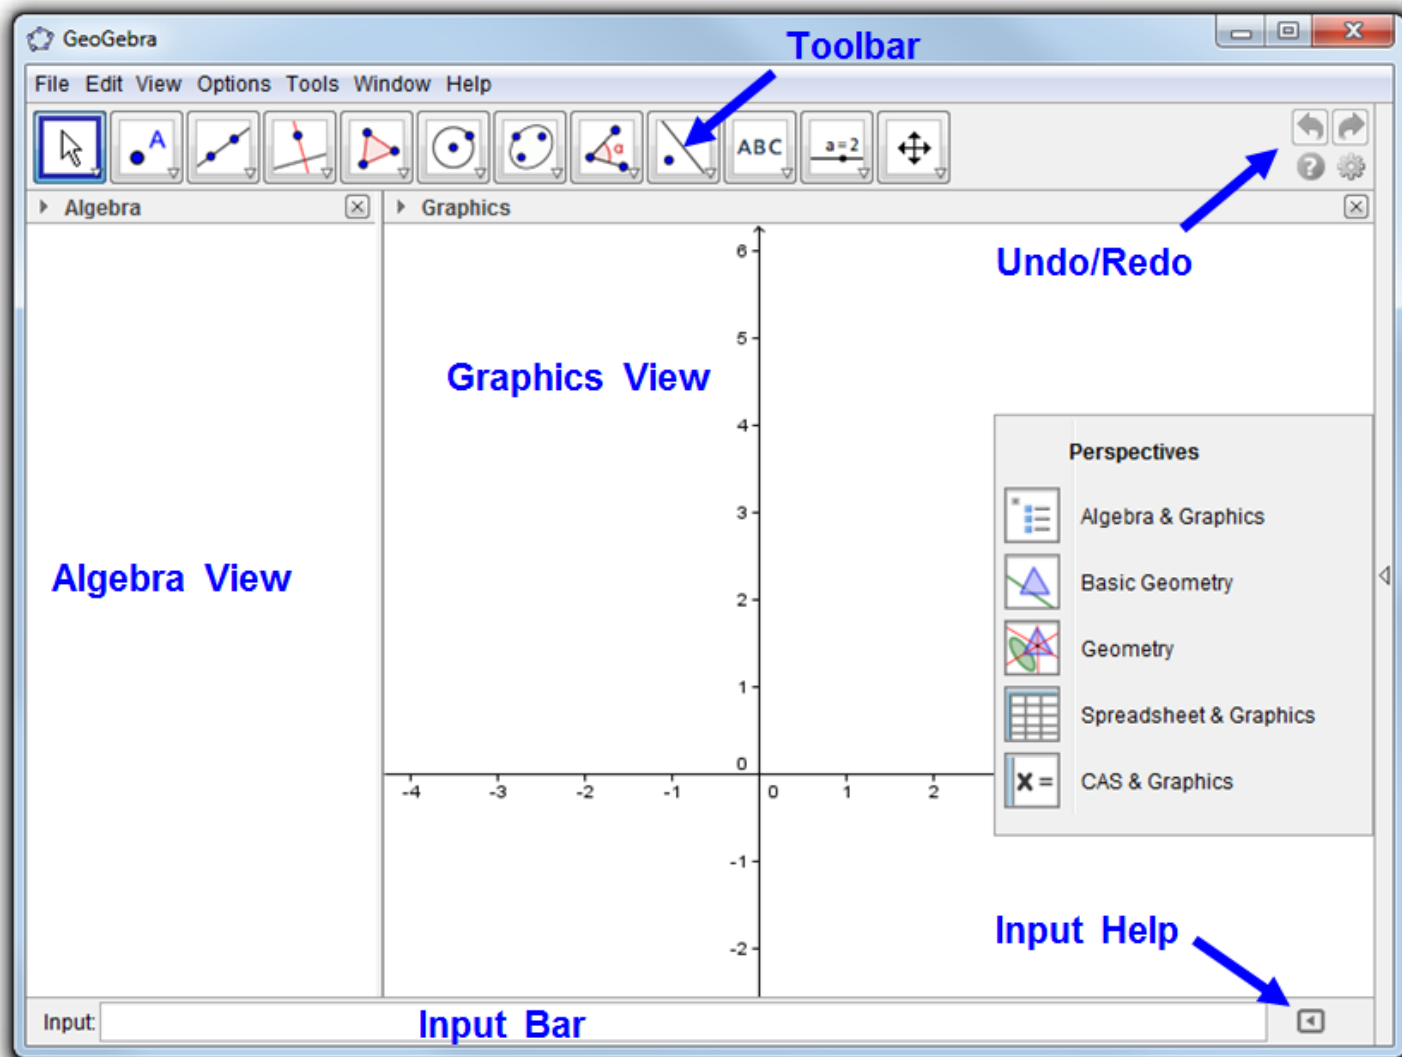 GeoGebra
Toolbar
File Edit View Options Tools Window Help
A
α
ABC
a=2
Algebra
Graphics
Undo/Redo
Graphics View
Algebra View
6
5
4
3
2
1
0
-4 -3 -2 -1 0 1 2
-1
-2
Perspectives
Algebra & Graphics
Basic Geometry
Geometry
Spreadsheet & Graphics
X =
CAS & Graphics
Input Help
Input:
Input Bar